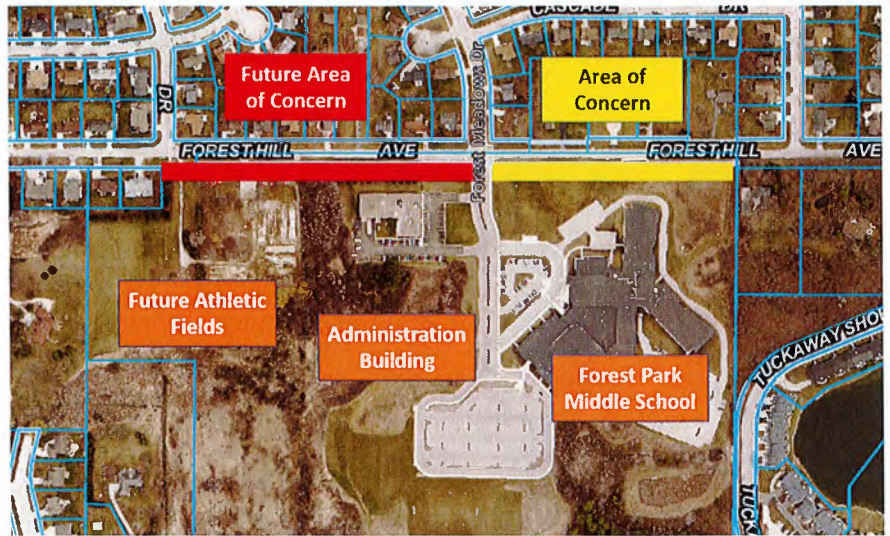 CASCADE DR
Future Area
of Concern
Area of
Concern
DR
Forest Meadows Dr
FOREST HILL AVE
FOREST HILL AVE
Future Athletic
Fields
Administration
Building
Forest Park
Middle School
TUCKAWAY SHO
TUCK